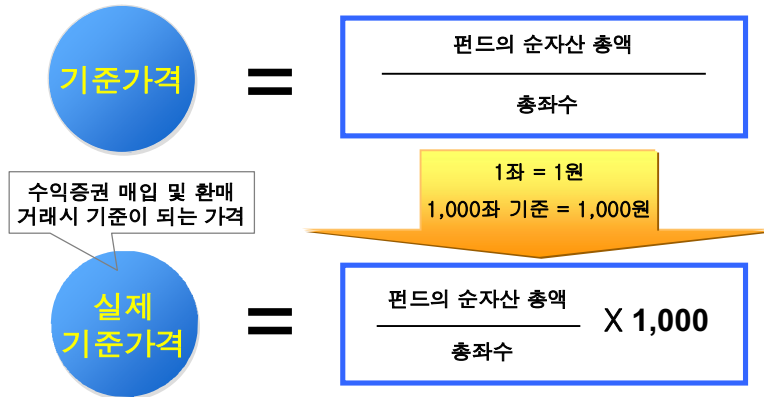 기준가격
=
펀드의 순자산 총액
총좌수
1좌 = 1원
1,000좌 기준 = 1,000원
수익증권 매입 및 환매
거래시 기준이 되는 가격
실제
기준가격
=
펀드의 순자산 총액
총좌수
X 1,000